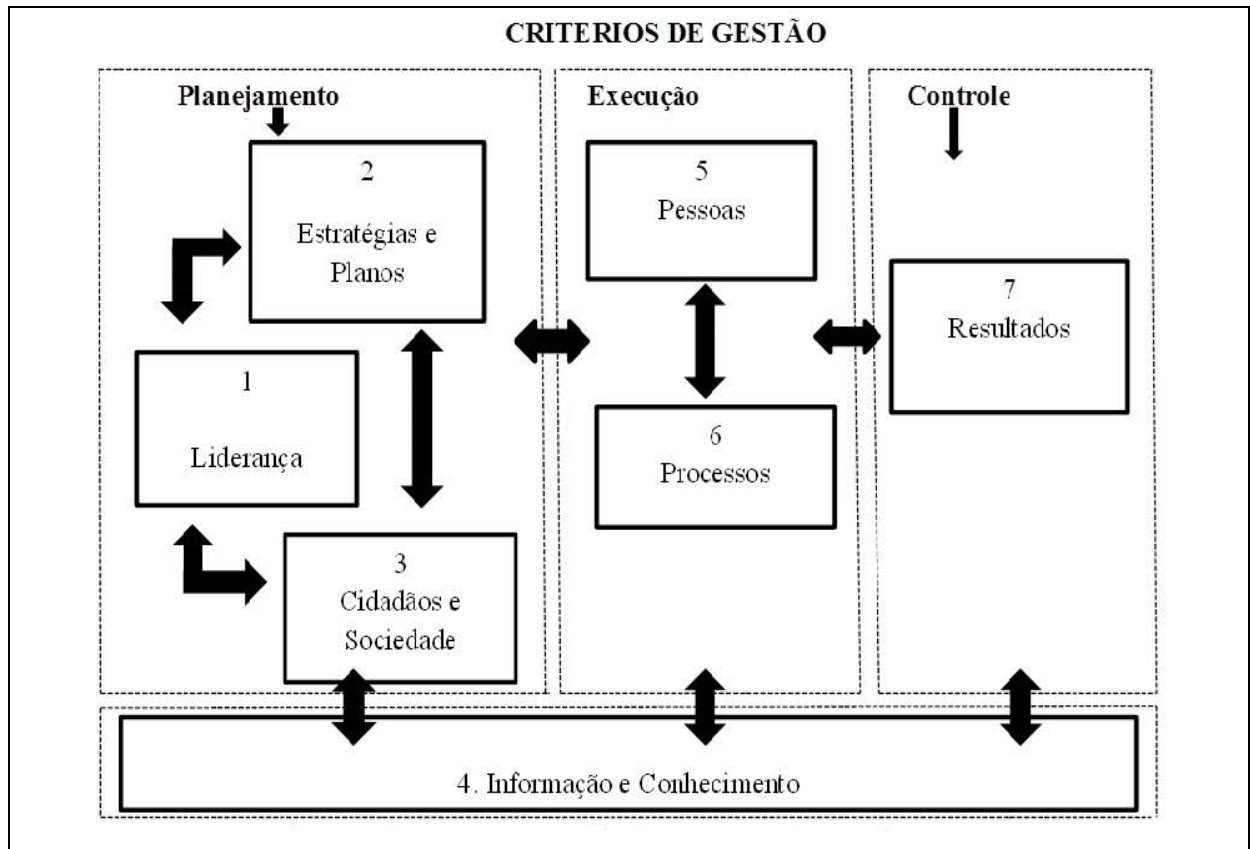 CRITERIOS DE GESTÃO
Planejamento
Execução
Controle
2
Estratégias e
Planos
1
Liderança
3
Cidadãos e
Sociedade
5
Pessoas
6
Processos
7
Resultados
4. Informação e Conhecimento